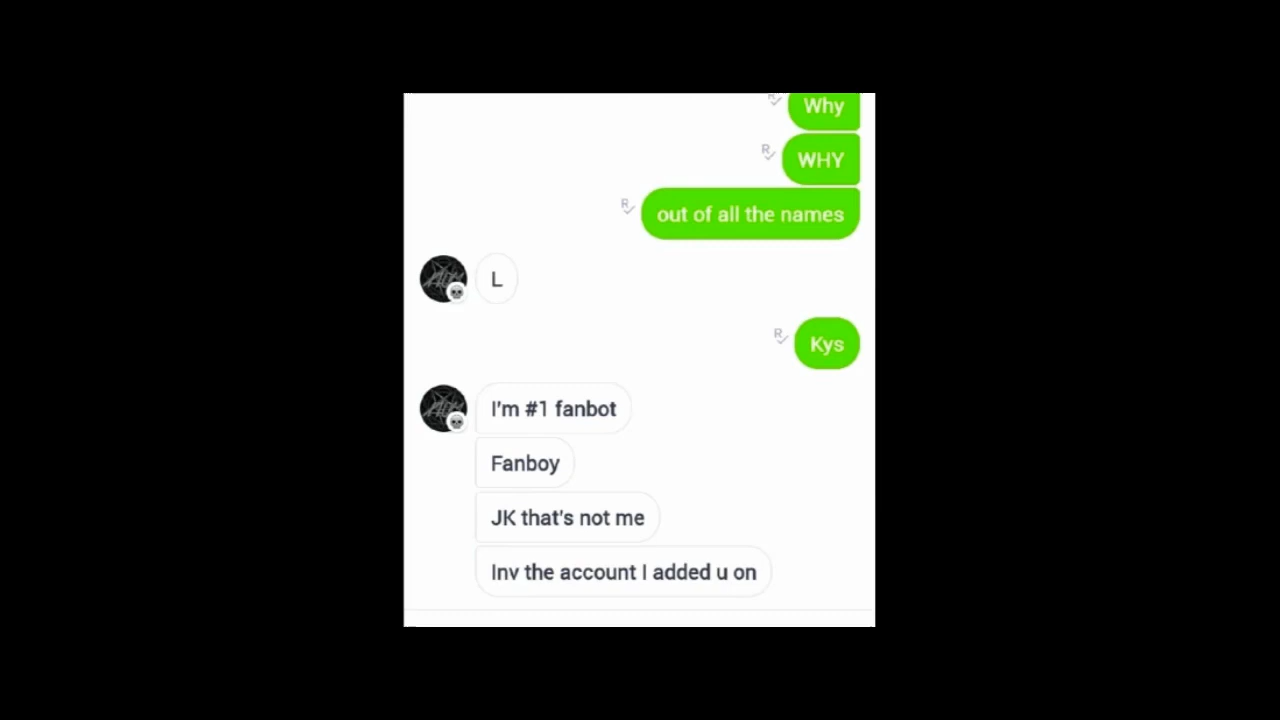 Why
WHY
out of all the names
L
Kys
I'm #1 fanbot
Fanboy
JK that's not me
Inv the account I added u on